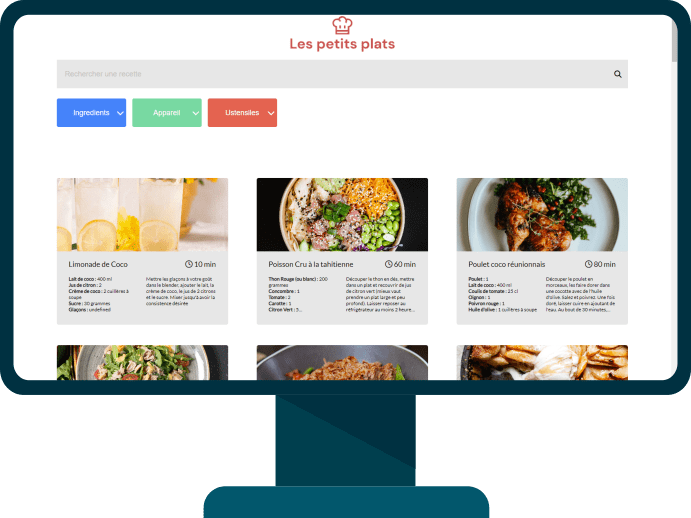 Les petits plats
Rechercher une recette
Ingredients
Appareil
Ustensiles
Limonade de Coco
10 min
Lait de coco : 400 ml
Jus de citron : 2
Crème de coco : 2 cuillères à
soupe
Sucre : 30 grammes
Glaçons : undefined
Mettre les glaçons à votre goût
dans le blender, ajouter le lait, la
crème de coco, le jus de 2 citrons
et le sucre. Mixer jusqu'à avoir la
consistence désirée
Poisson Cru à la tahitienne
60 min
Thon Rouge (ou blanc) : 200
grammes
Concombre : 1
Tomate : 2
Carotte : 1
Citron Vert : 5...
Découper le thon en dés, mettre
dans un plat et recouvrir de jus
de citron vert (mieux vaut
prendre un plat large et peu
profond). Laisser reposer au
réfrigérateur au moins 2 heure...
Poulet coco réunionnais
80 min
Poulet : 1
Lait de coco : 400 ml
Coulis de tomate : 25 cl
Oignon : 1
Poivron rouge : 1
Huile d'olive : 1 cuillères à soupe
Découper le poulet en
morceaux, les faire dorer dans
une cocotte avec de l'huile
d'olive. Salez et poivrez. Une fois
doré, laisser cuire en ajoutant de
l'eau. Au bout de 30 minutes,...